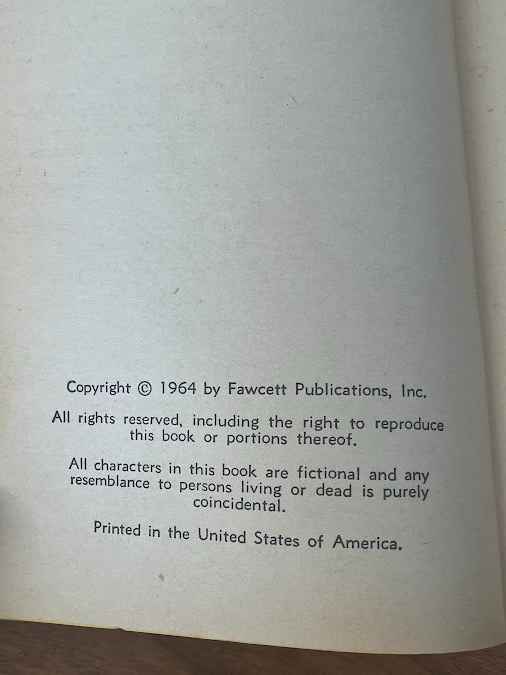 Copyright © 1964 by Fawcett Publications, Inc.
All rights reserved, including the right to reproduce
this book or portions thereof.
All characters in this book are fictional and any
resemblance to persons living or dead is purely
coincidental.
Printed in the United States of America.